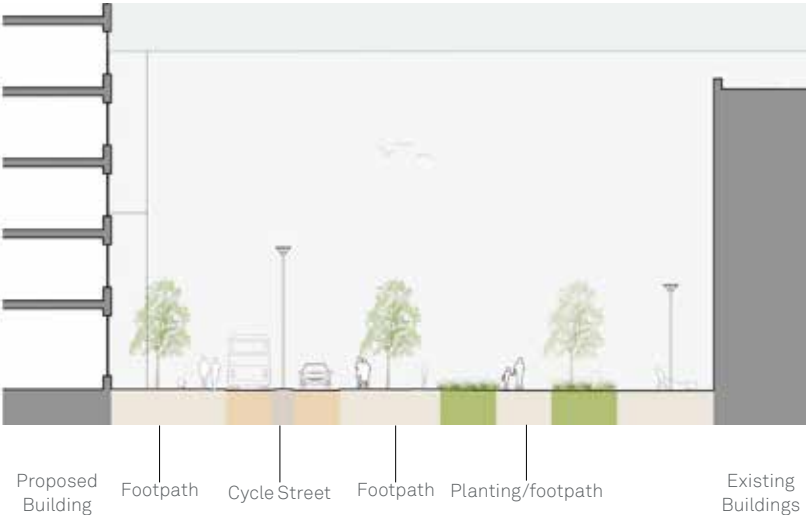 Proposed
Building
Footpath
Cycle Street
Footpath
Planting/footpath
Existing
Buildings